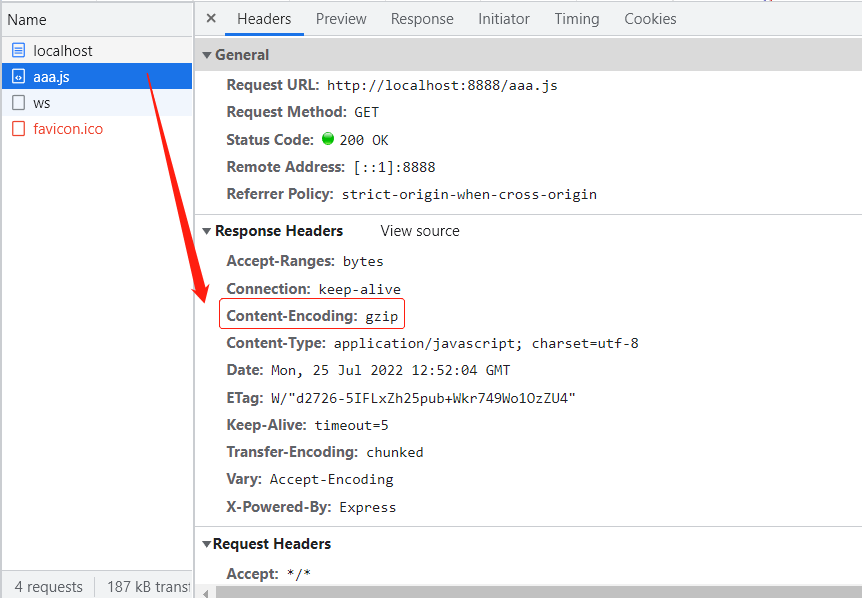 Name
localhost
aaa.js
ws
favicon.ico
4 requests
187 kB
× Headers Preview Response Initiator Timing Cookies
General
Request URL: http://localhost:8888/aaa.js
Request Method: GET
Status Code: 200 OK
Remote Address: [::1]:8888
Referrer Policy: strict-origin-when-cross-origin
Response Headers View source
Accept-Ranges: bytes
Connection: keep-alive
Content-Encoding: gzip
Content-Type: application/javascript; charset=utf-8
Date: Mon, 25 Jul 2022 12:52:04 GMT
ETag: W/"d2726-5IFLxZh25pub+Wkr749Wo1OzZU4"
Keep-Alive: timeout=5
Transfer-Encoding: chunked
Vary: Accept-Encoding
X-Powered-By: Express
Request Headers
Accept: */*